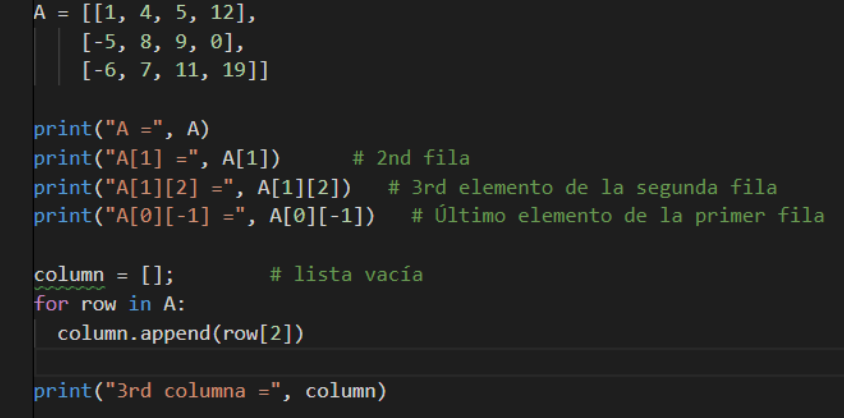 A = [[1, 4, 5, 12],
    [-5, 8, 9, 0],
    [-6, 7, 11, 19]]
print("A =", A)
print("A[1] =", A[1])      # 2nd fila
print("A[1][2] =", A[1][2])   # 3rd elemento de la segunda fila
print("A[0][-1] =", A[0][-1])   # Último elemento de la primer fila
column = [];        # lista vacía
for row in A:
  column.append(row[2])
print("3rd columna =", column)